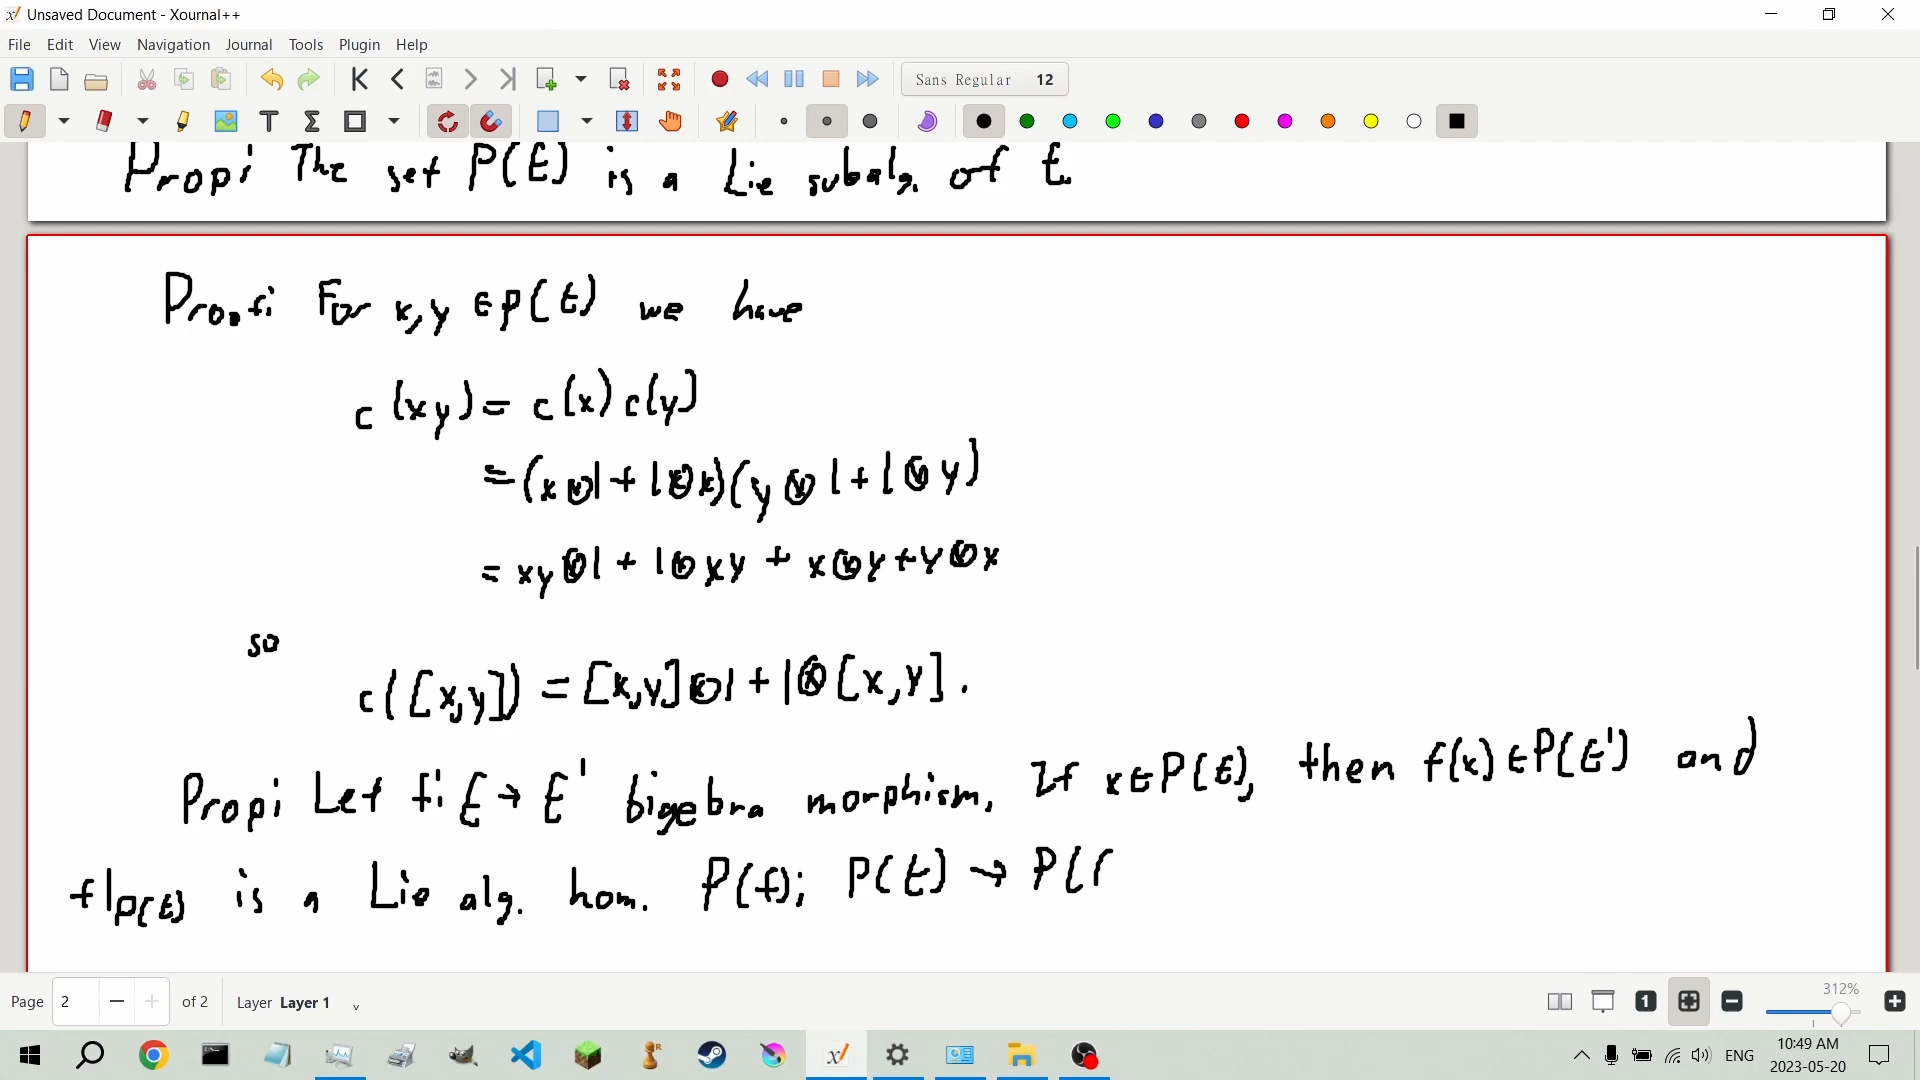 Unsaved Document - Xournal++
File Edit View Navigation Journal Tools Plugin Help
Sans Regular 12
Prop: The set P(E) is a Lie subalg. of E.
Proof: For x,y ∈ P(E) we have
c(xy) = c(x)c(y)
= (x⊗1+1⊗x)(y⊗1+1⊗y)
= xy⊗1 + 1⊗xy + x⊗y+y⊗x
so
c([x,y]) = [x,y]⊗1+1⊗[x,y].
Prop: Let f: E → E' bigebra morphism. If x∈P(E), then f(x)∈P(E') and
f|P(E) is a Lie alg. hom. P(f): P(E) → P(
Page 2 of 2 Layer Layer 1 312%
ENG 10:49 AM
2023-05-20